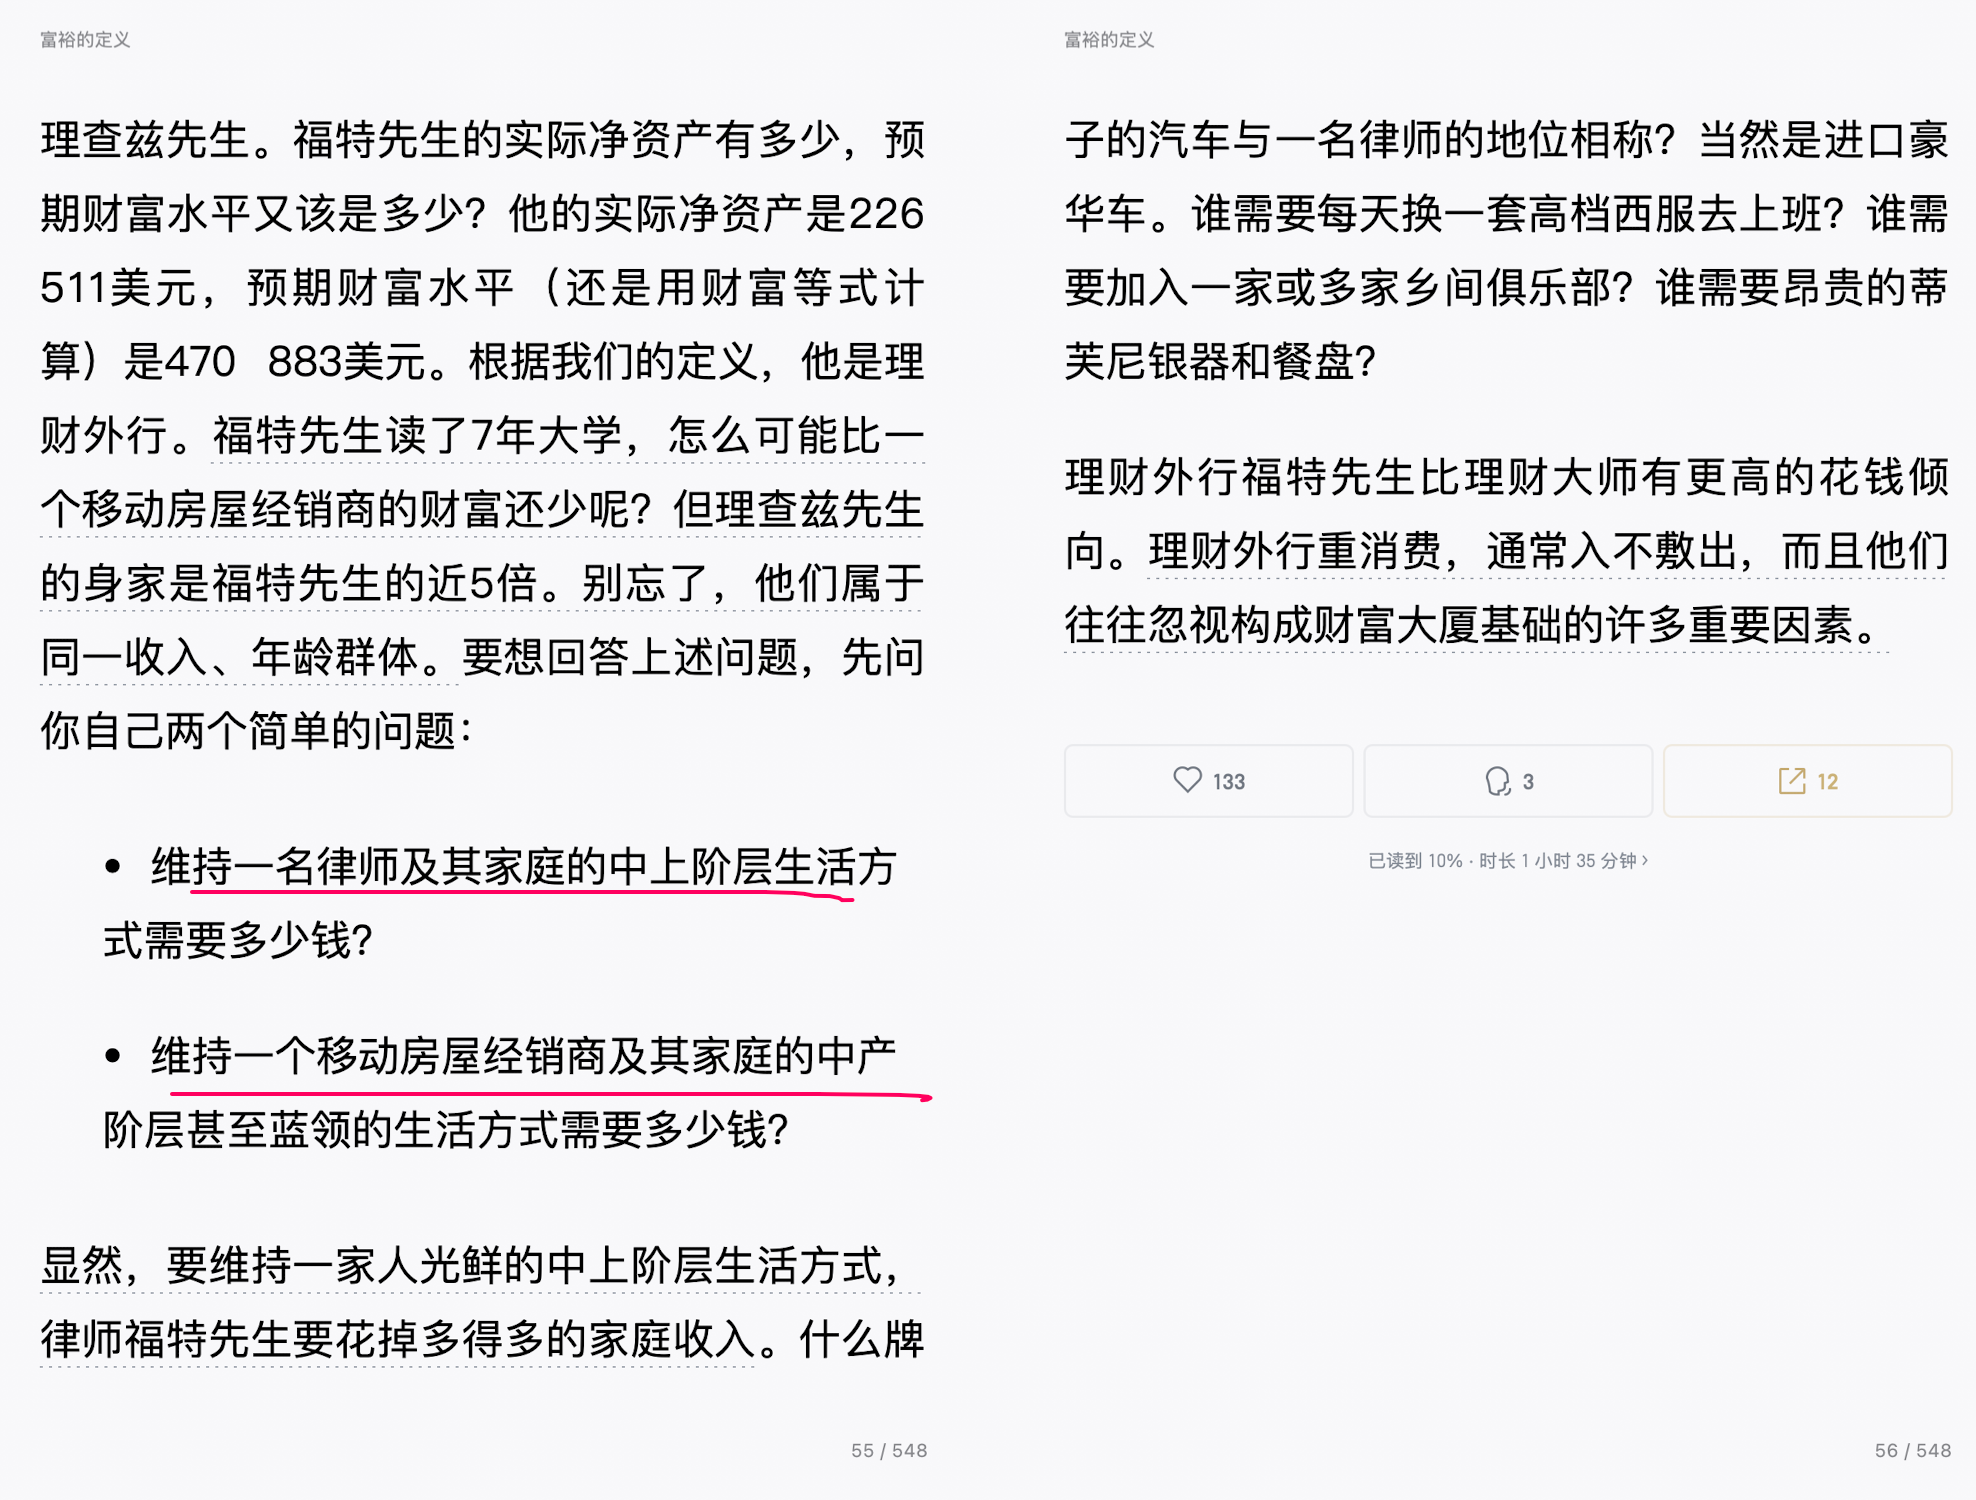 富裕的定义
理查兹先生。福特先生的实际净资产有多少，预
期财富水平又该是多少？他的实际净资产是226
511美元，预期财富水平（还是用财富等式计
算）是470 883美元。根据我们的定义，他是理
财外行。福特先生读了7年大学，怎么可能比一
个移动房屋经销商的财富还少呢？但理查兹先生
的身家是福特先生的近5倍。别忘了，他们属于
同一收入、年龄群体。要想回答上述问题，先问
你自己两个简单的问题：
• 维持一名律师及其家庭的中上阶层生活方
式需要多少钱？
• 维持一个移动房屋经销商及其家庭的中产
阶层甚至蓝领的生活方式需要多少钱？
显然，要维持一家人光鲜的中上阶层生活方式，
律师福特先生要花掉多得多的家庭收入。什么牌
55 / 548
富裕的定义
子的汽车与一名律师的地位相称？当然是进口豪
华车。谁需要每天换一套高档西服去上班？谁需
要加入一家或多家乡间俱乐部？谁需要昂贵的蒂
芙尼银器和餐盘？
理财外行福特先生比理财大师有更高的花钱倾
向。理财外行重消费，通常入不敷出，而且他们
往往忽视构成财富大厦基础的许多重要因素。
133
3
12
已读到 10% · 时长 1 小时 35 分钟 ›
56 / 548